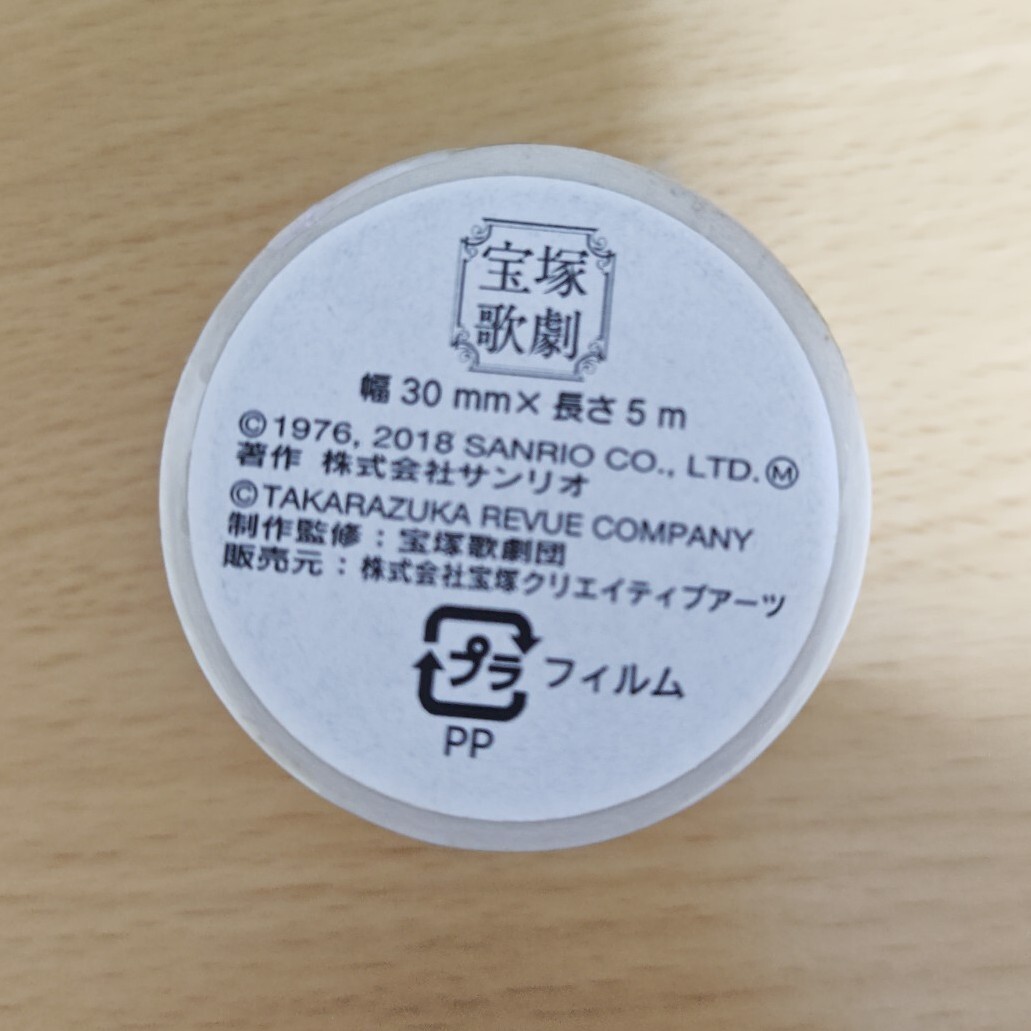 宝塚
歌劇
幅 30 mm× 長さ 5 m
©1976, 2018 SANRIO CO., LTD.Ⓜ
著作 株式会社サンリオ
©TAKARAZUKA REVUE COMPANY
制作監修：宝塚歌劇団
販売元：株式会社宝塚クリエイティブアーツ
プラ フィルム
PP